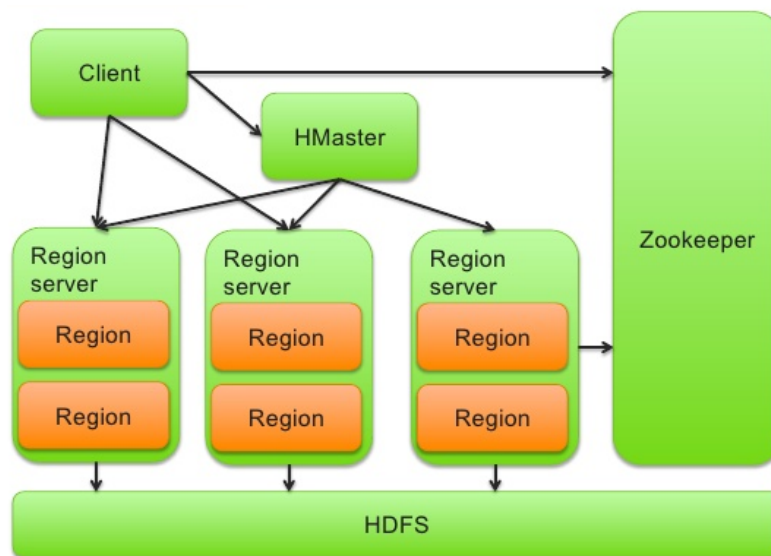 Client
HMaster
Zookeeper
Region
server
Region
Region
Region
server
Region
Region
Region
server
Region
Region
HDFS